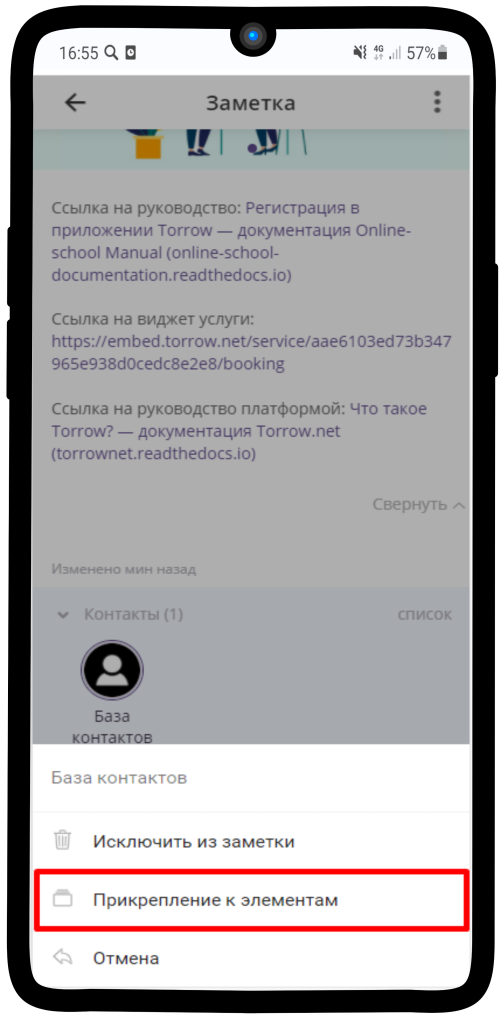 16:55
4G
57%
Заметка
Ссылка на руководство: Регистрация в
приложении Torrow — документация Online-
school Manual (online-school-
documentation.readthedocs.io)
Ссылка на виджет услуги:
https://embed.torrow.net/service/aae6103ed73b347
965e938d0cedc8e2e8/booking
Ссылка на руководство платформой: Что такое
Torrow? — документация Torrow.net
(torrownet.readthedocs.io)
Свернуть
Изменено мин назад
Контакты (1)
список
База
контактов
База контактов
Исключить из заметки
Прикрепление к элементам
Отмена